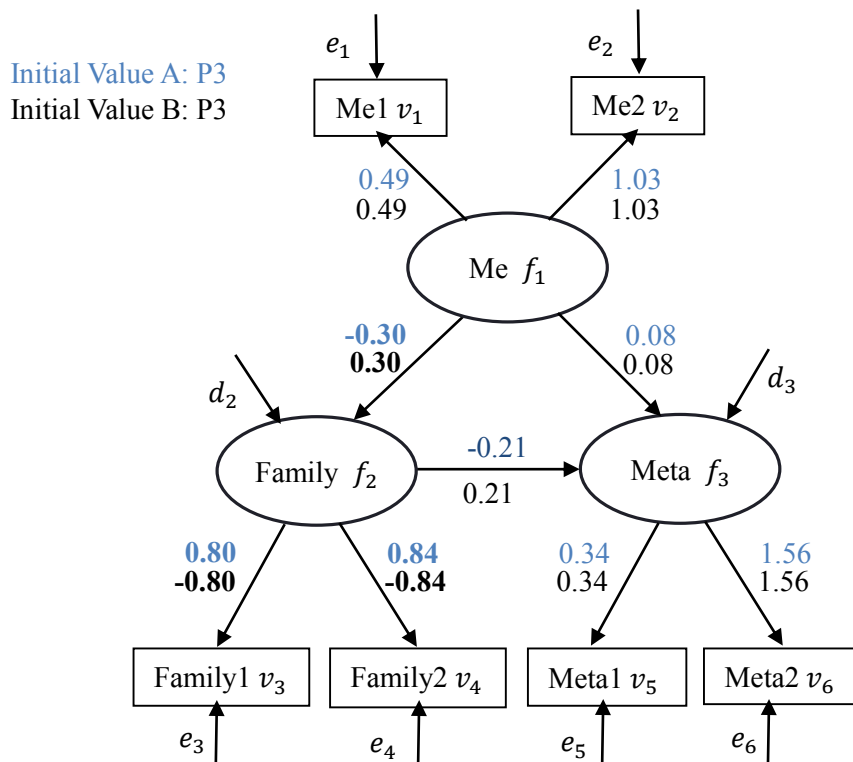 e₁
e₂
Initial Value A: P3
Initial Value B: P3
Me1 v₁
Me2 v₂
0.49
0.49
1.03
1.03
Me f₁
-0.30
0.30
0.08
0.08
d₂
d₃
Family f₂
-0.21
0.21
Meta f₃
0.80
-0.80
0.84
-0.84
0.34
0.34
1.56
1.56
Family1 v₃
Family2 v₄
Meta1 v₅
Meta2 v₆
e₃
e₄
e₅
e₆